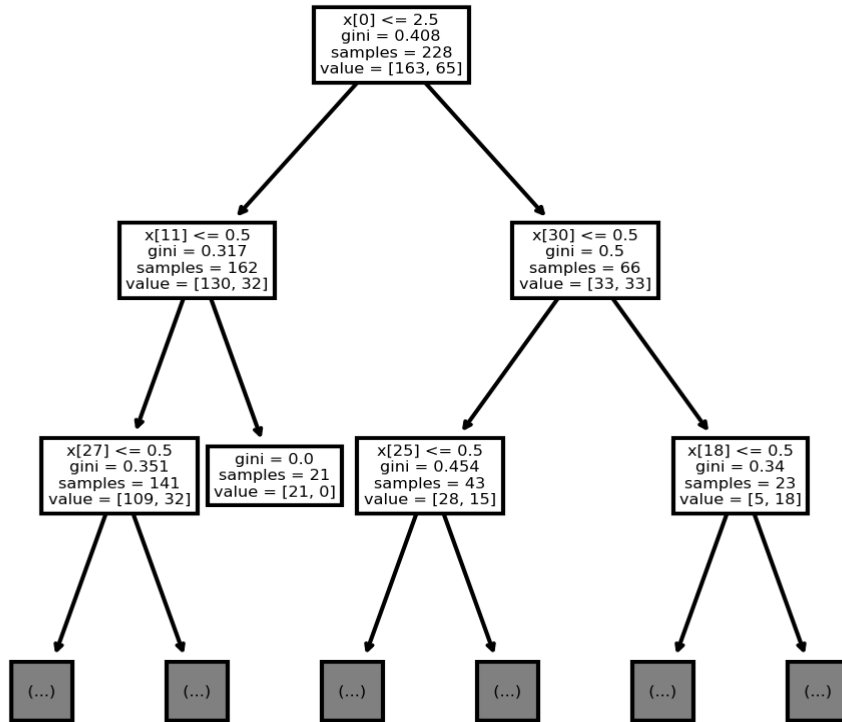 x[0] <= 2.5
gini = 0.408
samples = 228
value = [163, 65]
x[11] <= 0.5
gini = 0.317
samples = 162
value = [130, 32]
x[30] <= 0.5
gini = 0.5
samples = 66
value = [33, 33]
x[27] <= 0.5
gini = 0.351
samples = 141
value = [109, 32]
gini = 0.0
samples = 21
value = [21, 0]
x[25] <= 0.5
gini = 0.454
samples = 43
value = [28, 15]
x[18] <= 0.5
gini = 0.34
samples = 23
value = [5, 18]
(...)
(...)
(...)
(...)
(...)
(...)